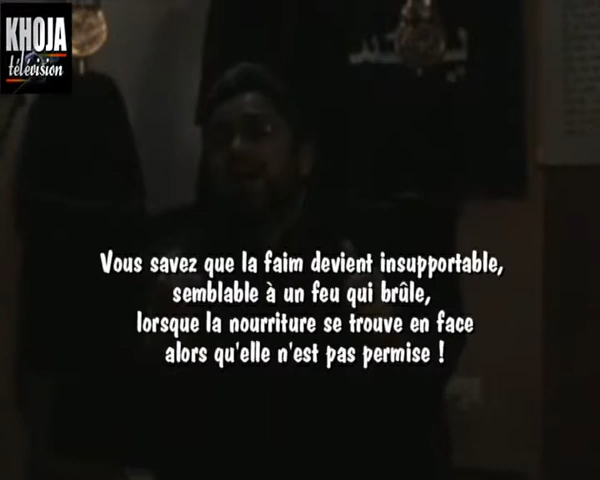 KHOJA
télévision
Vous savez que la faim devient insupportable,
semblable à un feu qui brûle,
lorsque la nourriture se trouve en face
alors qu'elle n'est pas permise !